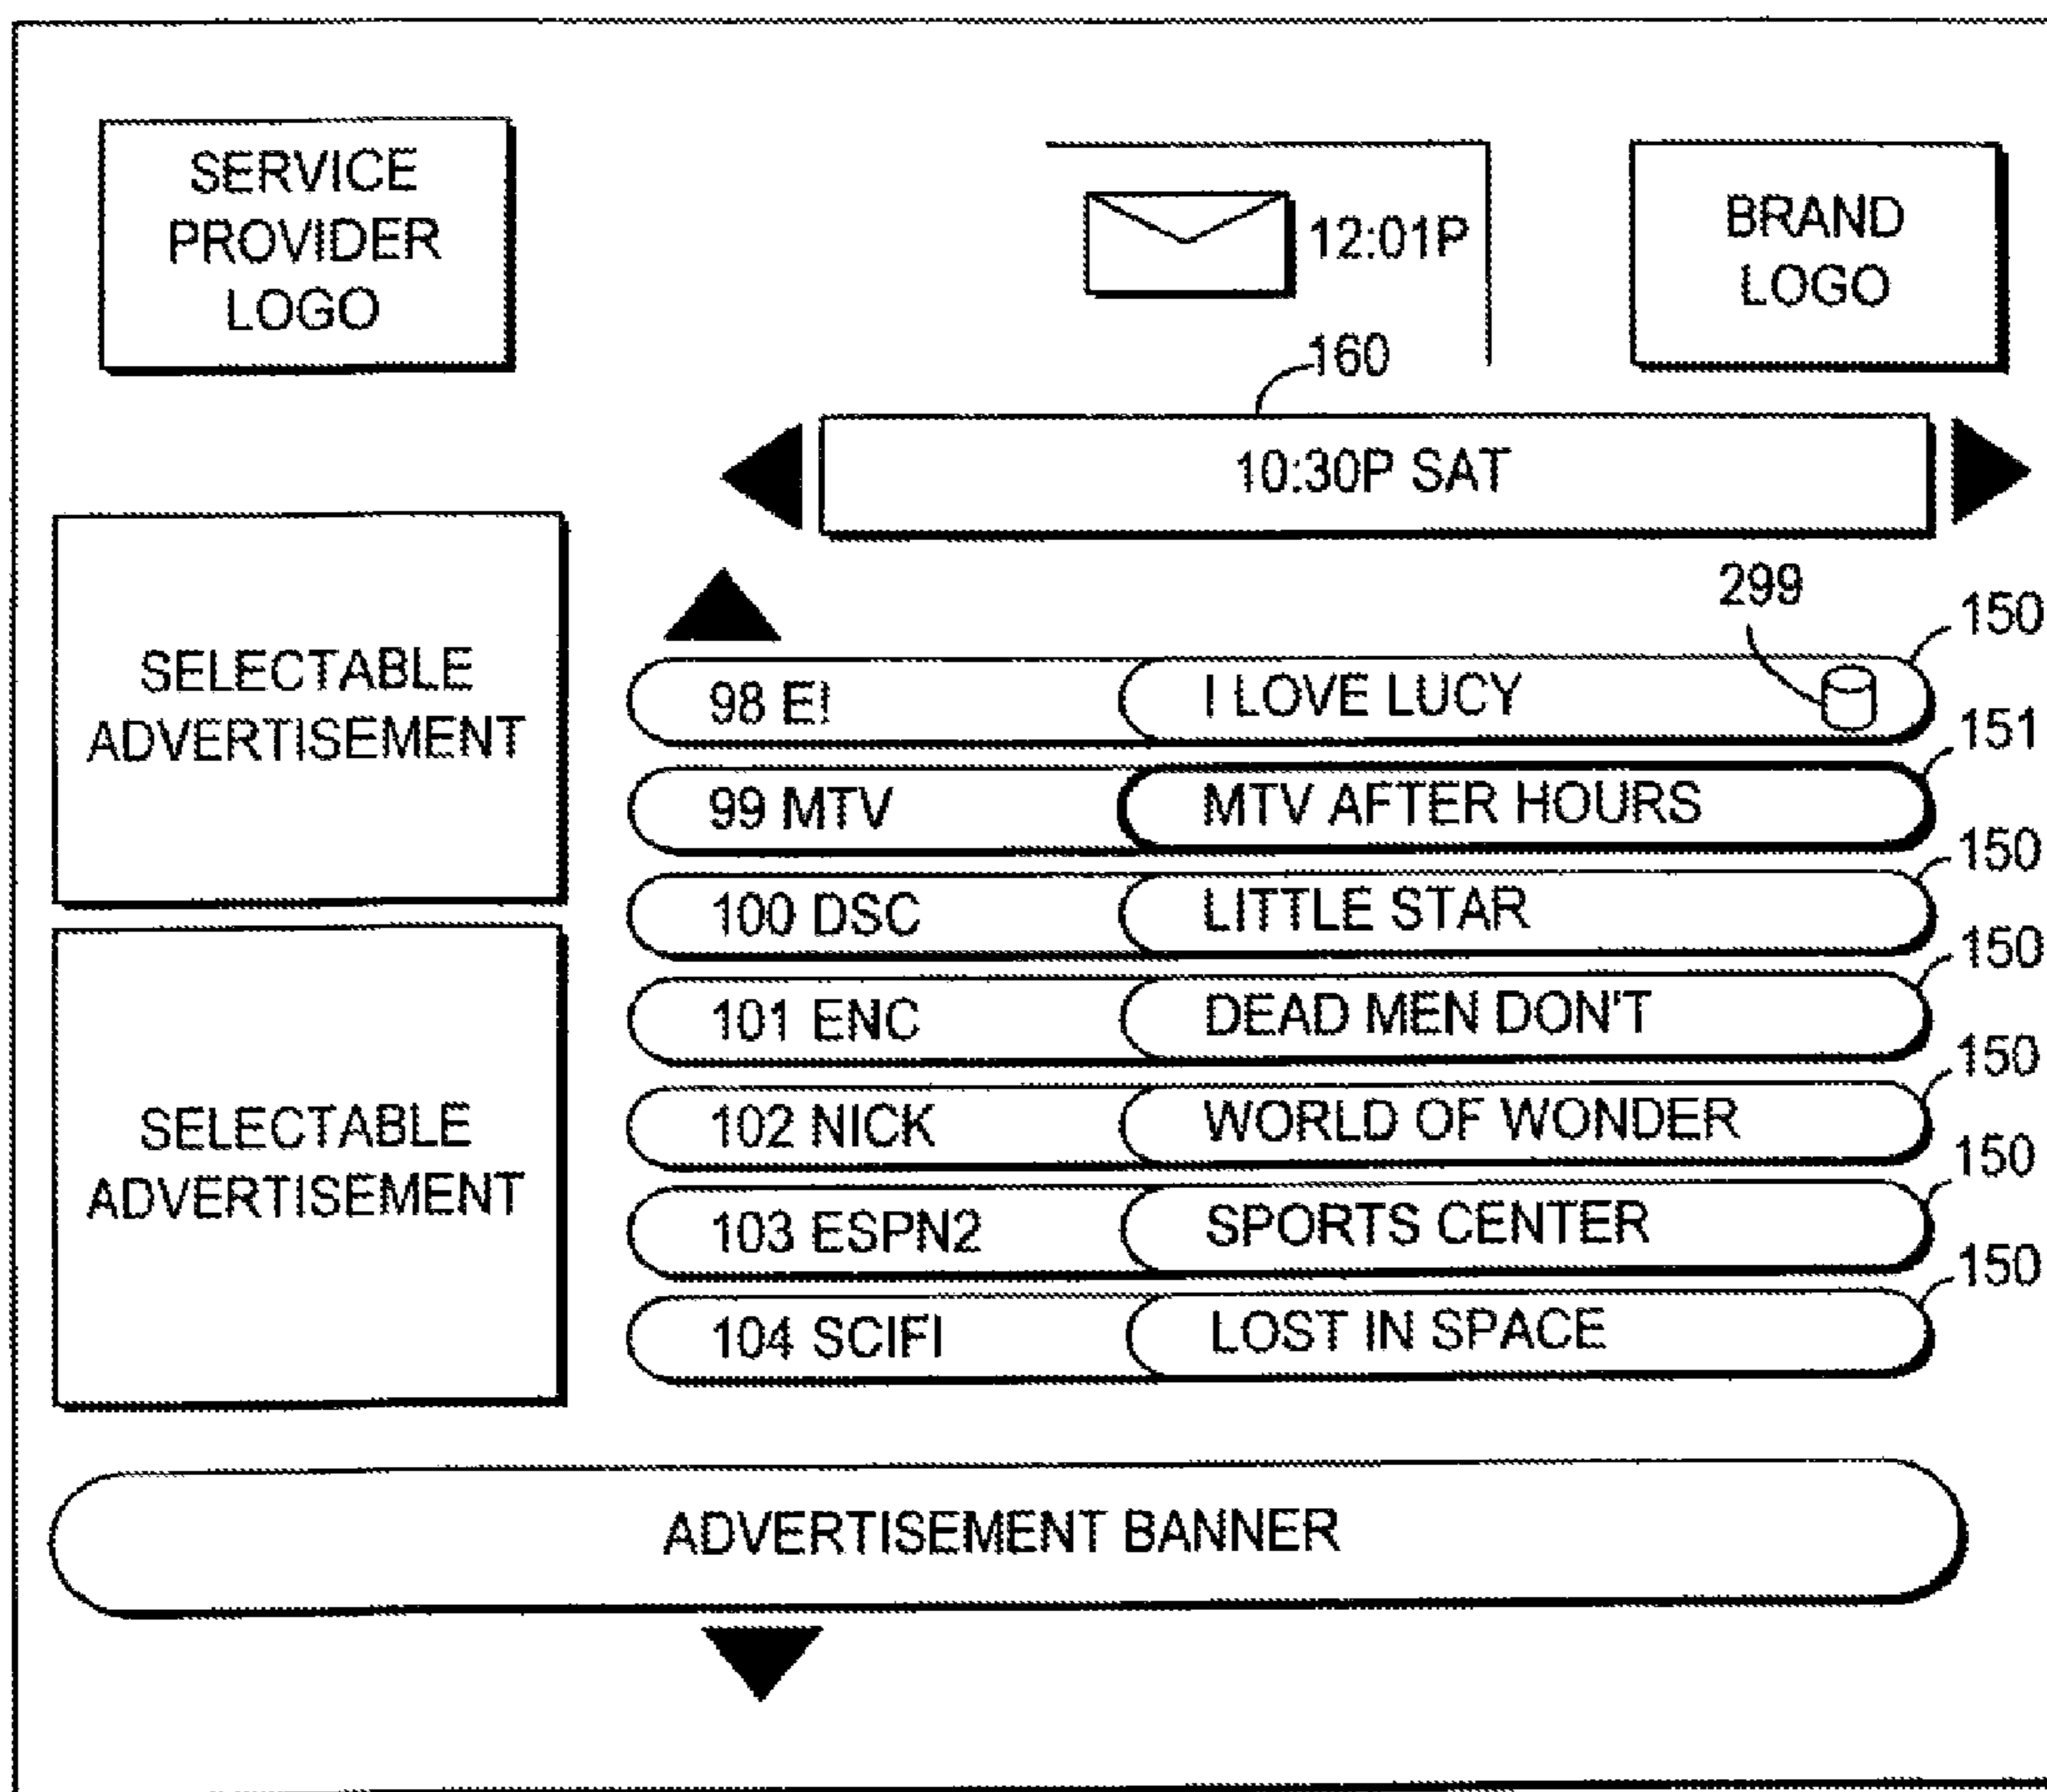 SERVICE
PROVIDER
LOGO
12:01P
BRAND
LOGO
160
10:30P SAT
SELECTABLE
ADVERTISEMENT
299
98 E! I LOVE LUCY 150
99 MTV MTV AFTER HOURS 151
100 DSC LITTLE STAR 150
101 ENC DEAD MEN DON'T 150
102 NICK WORLD OF WONDER 150
103 ESPN2 SPORTS CENTER 150
104 SCIFI LOST IN SPACE 150
SELECTABLE
ADVERTISEMENT
ADVERTISEMENT BANNER